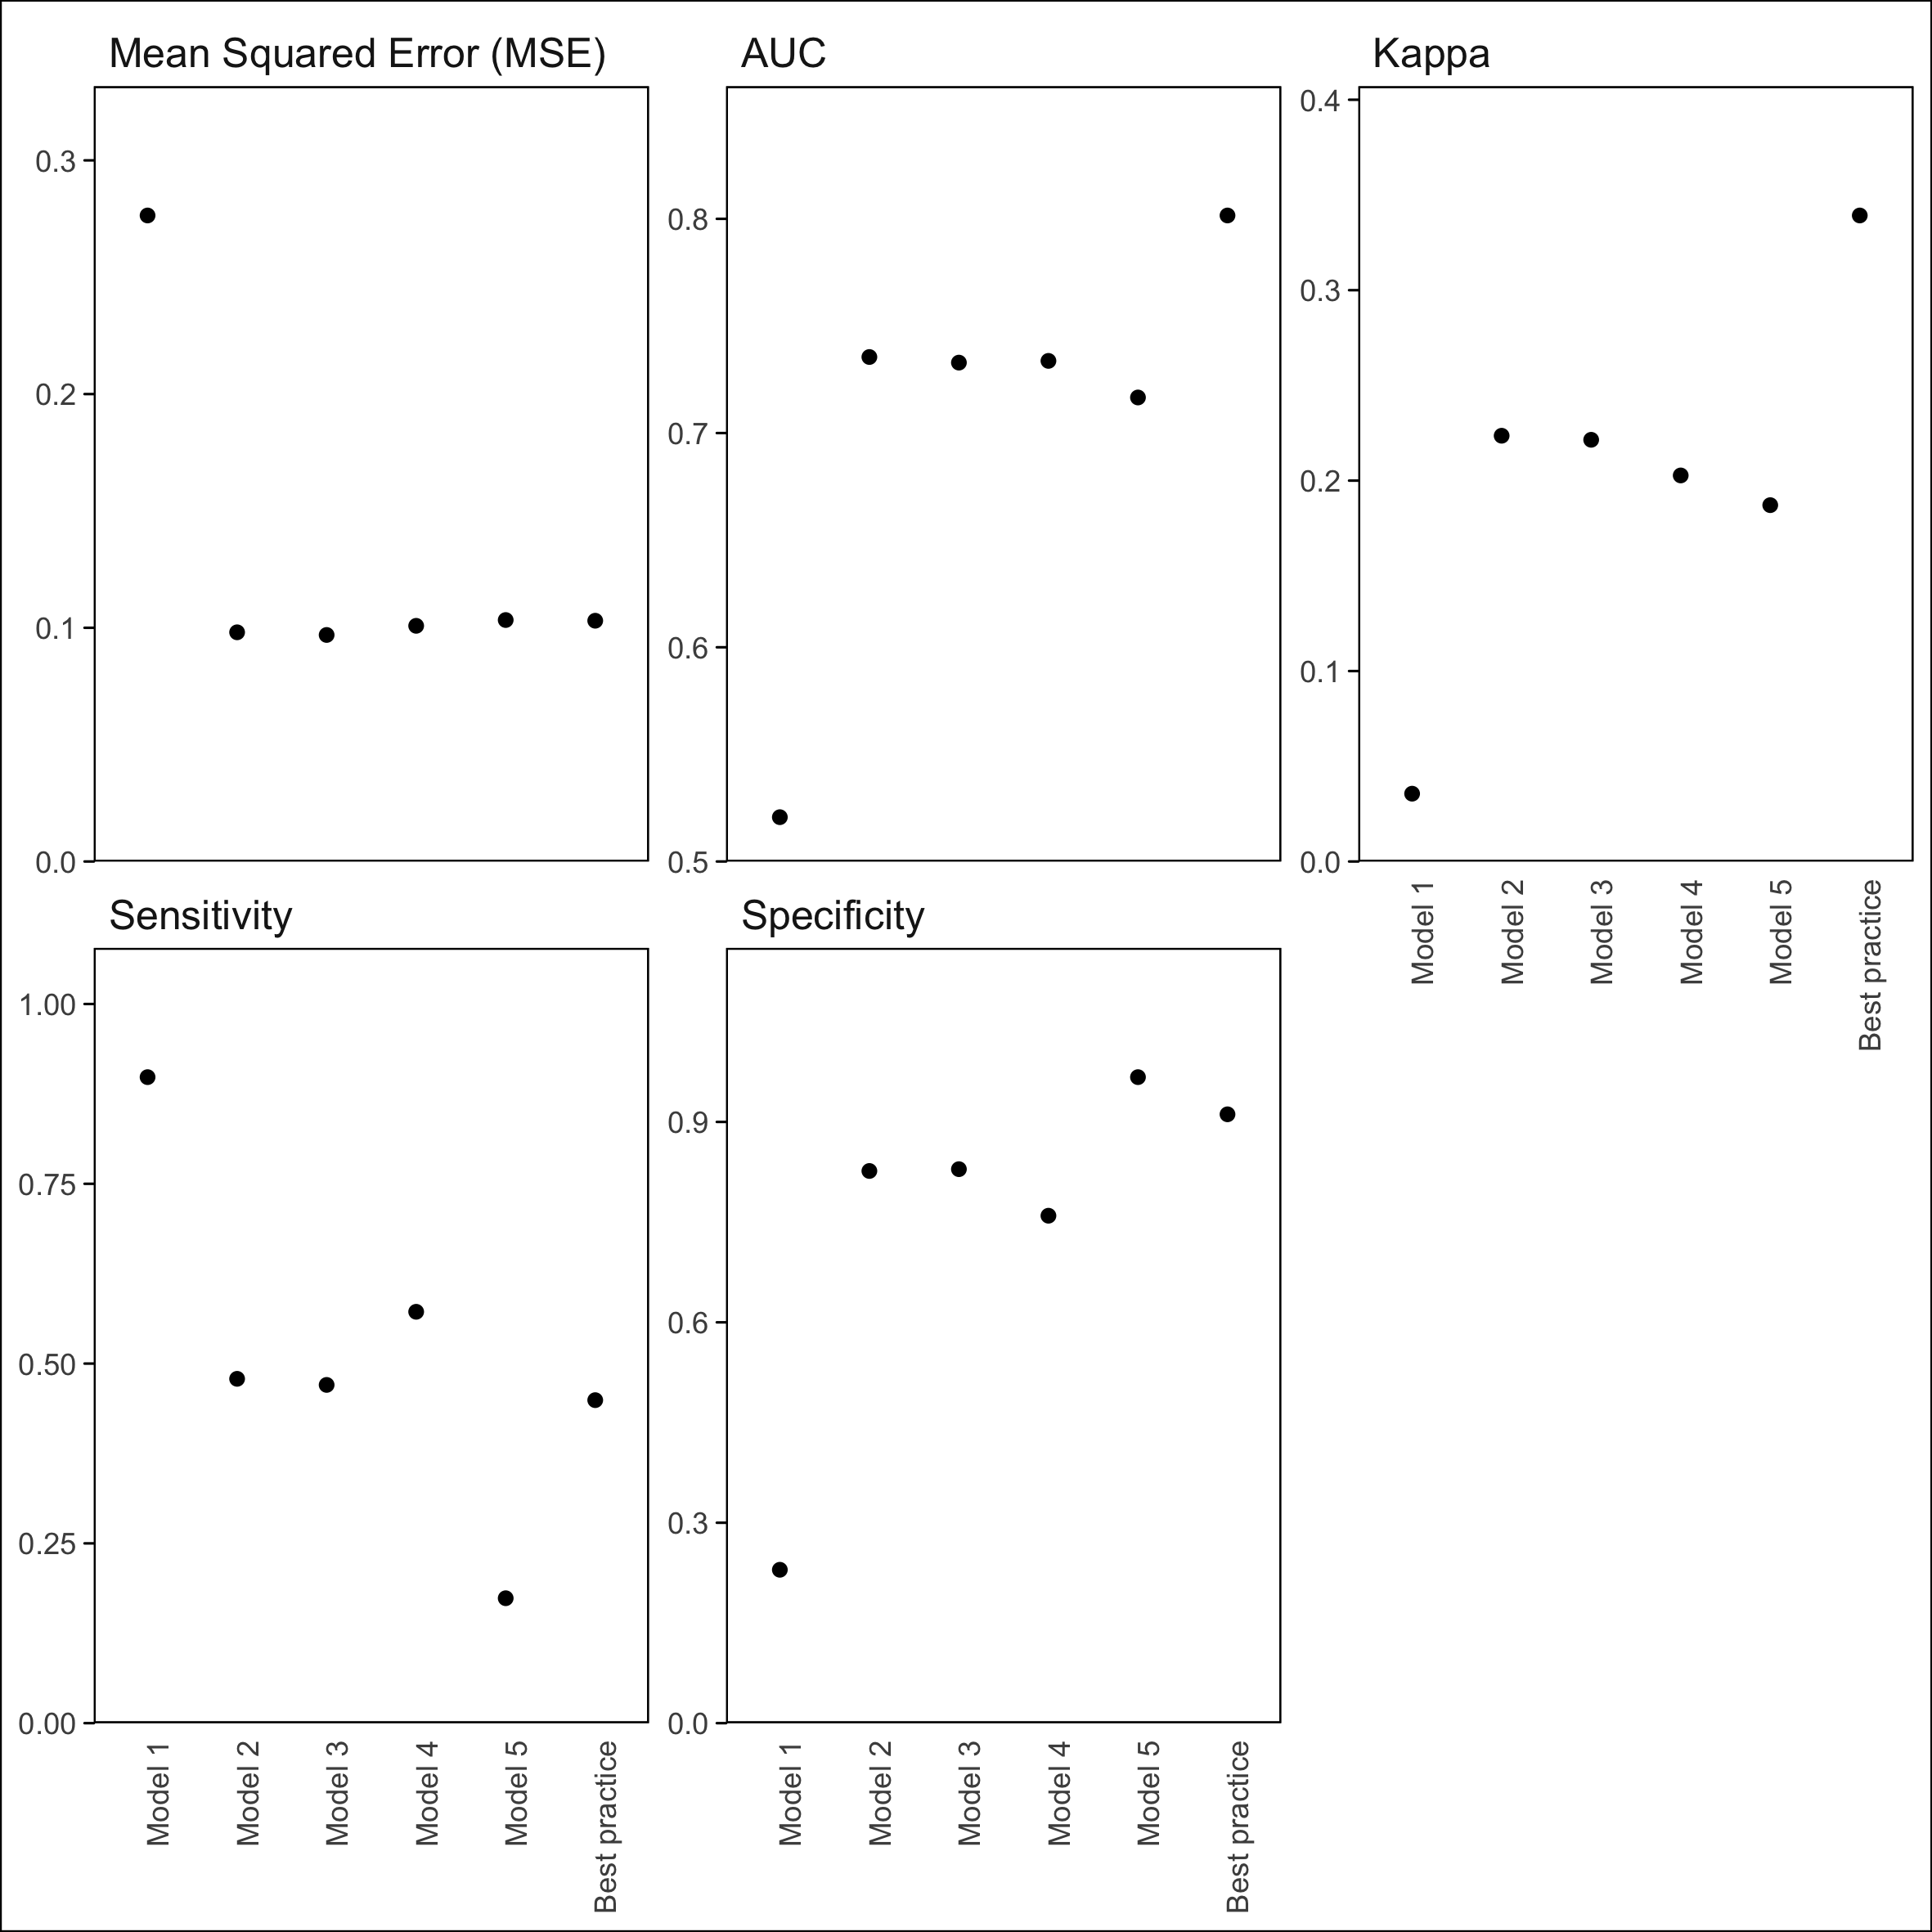 Mean Squared Error (MSE)
0.3
0.2
0.1
0.0
AUC
0.8
0.7
0.6
0.5
Kappa
0.4
0.3
0.2
0.1
0.0
Model 1
Model 2
Model 3
Model 4
Model 5
Best practice
Sensitivity
1.00
0.75
0.50
0.25
0.00
Model 1
Model 2
Model 3
Model 4
Model 5
Best practice
Specificity
0.9
0.6
0.3
0.0
Model 1
Model 2
Model 3
Model 4
Model 5
Best practice